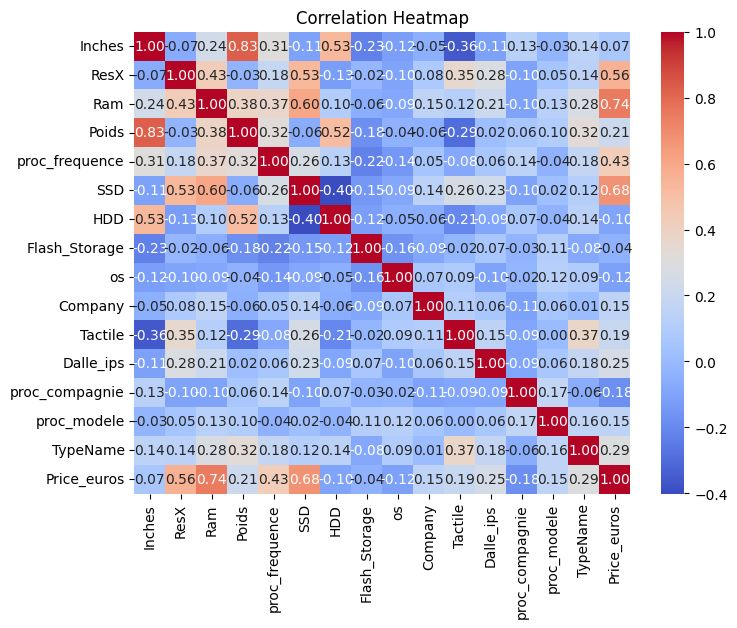 Correlation Heatmap
Inches 1.00 -0.07 0.24 0.83 0.31 -0.11 0.53 -0.23 -0.12 -0.05 -0.36 -0.11 0.13 -0.03 0.14 0.07
ResX -0.07 1.00 0.43 -0.03 0.18 0.53 -0.13 -0.02 -0.10 0.08 0.35 0.28 -0.10 0.05 0.14 0.56
Ram 0.24 0.43 1.00 0.38 0.37 0.60 0.10 -0.06 -0.09 0.15 0.12 0.21 -0.10 0.13 0.28 0.74
Poids 0.83 -0.03 0.38 1.00 0.32 -0.06 0.52 -0.18 -0.04 -0.06 -0.29 0.02 0.06 0.10 0.32 0.21
proc_frequence 0.31 0.18 0.37 0.32 1.00 0.26 0.13 -0.22 -0.14 0.05 -0.08 0.06 0.14 -0.04 0.18 0.43
SSD -0.11 0.53 0.60 -0.06 0.26 1.00 -0.40 -0.15 -0.09 0.14 0.26 0.23 -0.10 0.02 0.12 0.68
HDD 0.53 -0.13 0.10 0.52 0.13 -0.40 1.00 -0.12 -0.05 -0.06 -0.21 -0.09 0.07 -0.04 0.14 -0.10
Flash_Storage -0.23 -0.02 -0.06 -0.18 -0.22 -0.15 -0.12 1.00 -0.16 -0.09 -0.02 0.07 -0.03 0.11 -0.08 -0.04
os -0.12 -0.10 -0.09 -0.04 -0.14 -0.09 -0.05 -0.16 1.00 0.07 0.09 -0.10 -0.02 0.12 0.09 -0.12
Company -0.05 0.08 0.15 -0.06 0.05 0.14 -0.06 -0.09 0.07 1.00 0.11 0.06 -0.11 0.06 0.01 0.15
Tactile -0.36 0.35 0.12 -0.29 -0.08 0.26 -0.21 -0.02 0.09 0.11 1.00 0.15 -0.09 0.00 0.37 0.19
Dalle_ips -0.11 0.28 0.21 0.02 0.06 0.23 -0.09 0.07 -0.10 0.06 0.15 1.00 -0.09 0.06 0.18 0.25
proc_compagnie 0.13 -0.10 -0.10 0.06 0.14 -0.10 0.07 -0.03 -0.02 -0.11 -0.09 -0.09 1.00 0.17 -0.06 -0.18
proc_modele -0.03 0.05 0.13 0.10 -0.04 0.02 -0.04 0.11 0.12 0.06 0.00 0.06 0.17 1.00 0.16 0.15
TypeName 0.14 0.14 0.28 0.32 0.18 0.12 0.14 -0.08 0.09 0.01 0.37 0.18 -0.06 0.16 1.00 0.29
Price_euros 0.07 0.56 0.74 0.21 0.43 0.68 -0.10 -0.04 -0.12 0.15 0.19 0.25 -0.18 0.15 0.29 1.00
Inches ResX Ram Poids proc_frequence SSD HDD Flash_Storage os Company Tactile Dalle_ips proc_compagnie proc_modele TypeName Price_euros
1.0
0.8
0.6
0.4
0.2
0.0
−0.2
−0.4